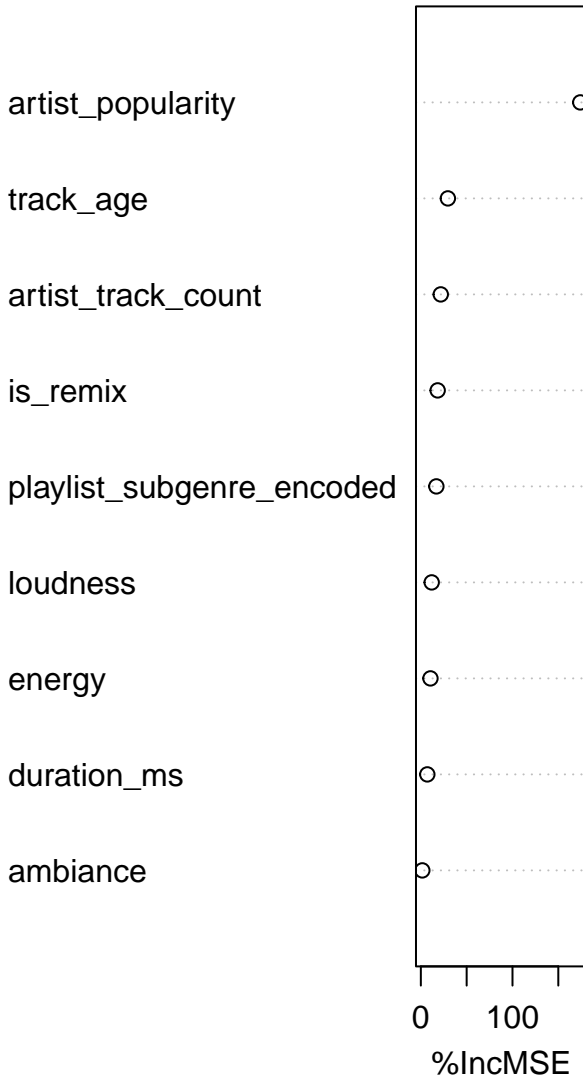 artist_popularity
track_age
artist_track_count
is_remix
playlist_subgenre_encoded
loudness
energy
duration_ms
ambiance
0 100
%IncMSE